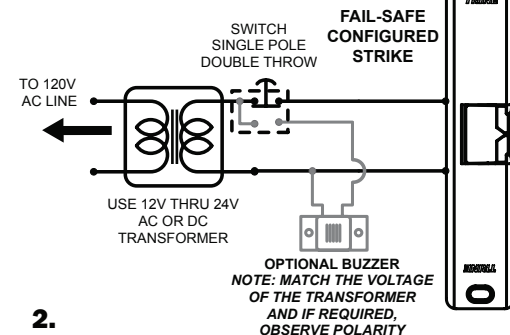 SWITCH
SINGLE POLE
DOUBLE THROW
FAIL-SAFE
CONFIGURED
STRIKE
TO 120V
AC LINE
USE 12V THRU 24V
AC OR DC
TRANSFORMER
OPTIONAL BUZZER
NOTE: MATCH THE VOLTAGE
OF THE TRANSFORMER
AND IF REQUIRED,
OBSERVE POLARITY
2.